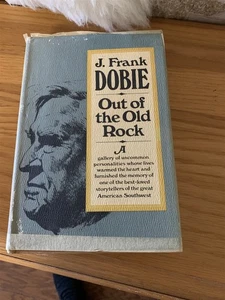 J. Frank
DOBIE
Out of
the Old
Rock
A
gallery of uncommon
personalities whose lives
warmed the heart and
furnished the memory of
one of the best-loved
storytellers of the great
American Southwest